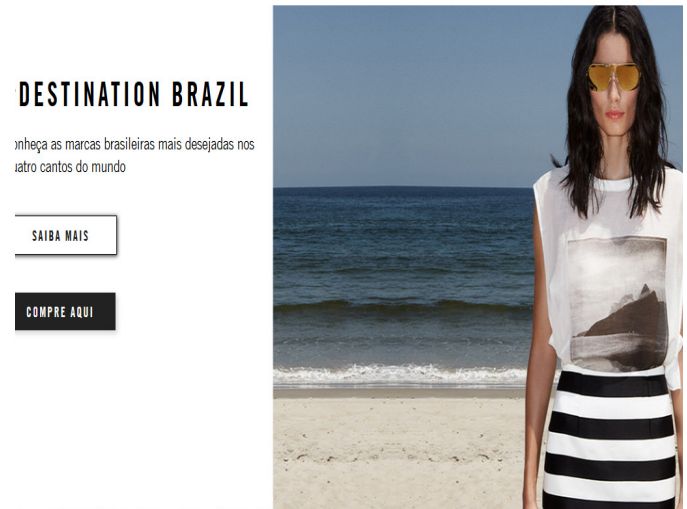 DESTINATION BRAZIL
onheça as marcas brasileiras mais desejadas nos
uatro cantos do mundo
SAIBA MAIS
COMPRE AQUI